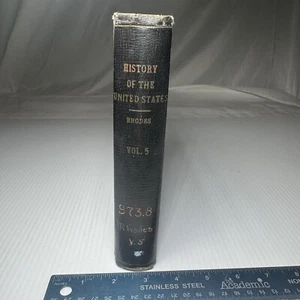 HISTORY
OF THE
UNITED STATES
RHODES
VOL. 5
973.8
Rhodes
V.5
STAINLESS STEEL Academic